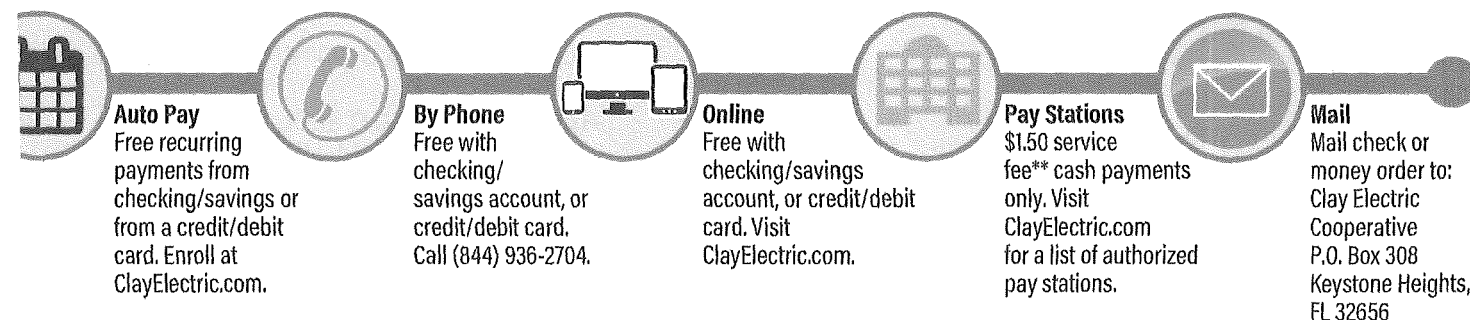 Auto Pay
Free recurring
payments from
checking/savings or
from a credit/debit
card. Enroll at
ClayElectric.com.
By Phone
Free with
checking/
savings account, or
credit/debit card.
Call (844) 936-2704.
Online
Free with
checking/savings
account, or credit/debit
card. Visit
ClayElectric.com.
Pay Stations
$1.50 service
fee** cash payments
only. Visit
ClayElectric.com
for a list of authorized
pay stations.
Mail
Mail check or
money order to:
Clay Electric
Cooperative
P.O. Box 308
Keystone Heights,
FL 32656